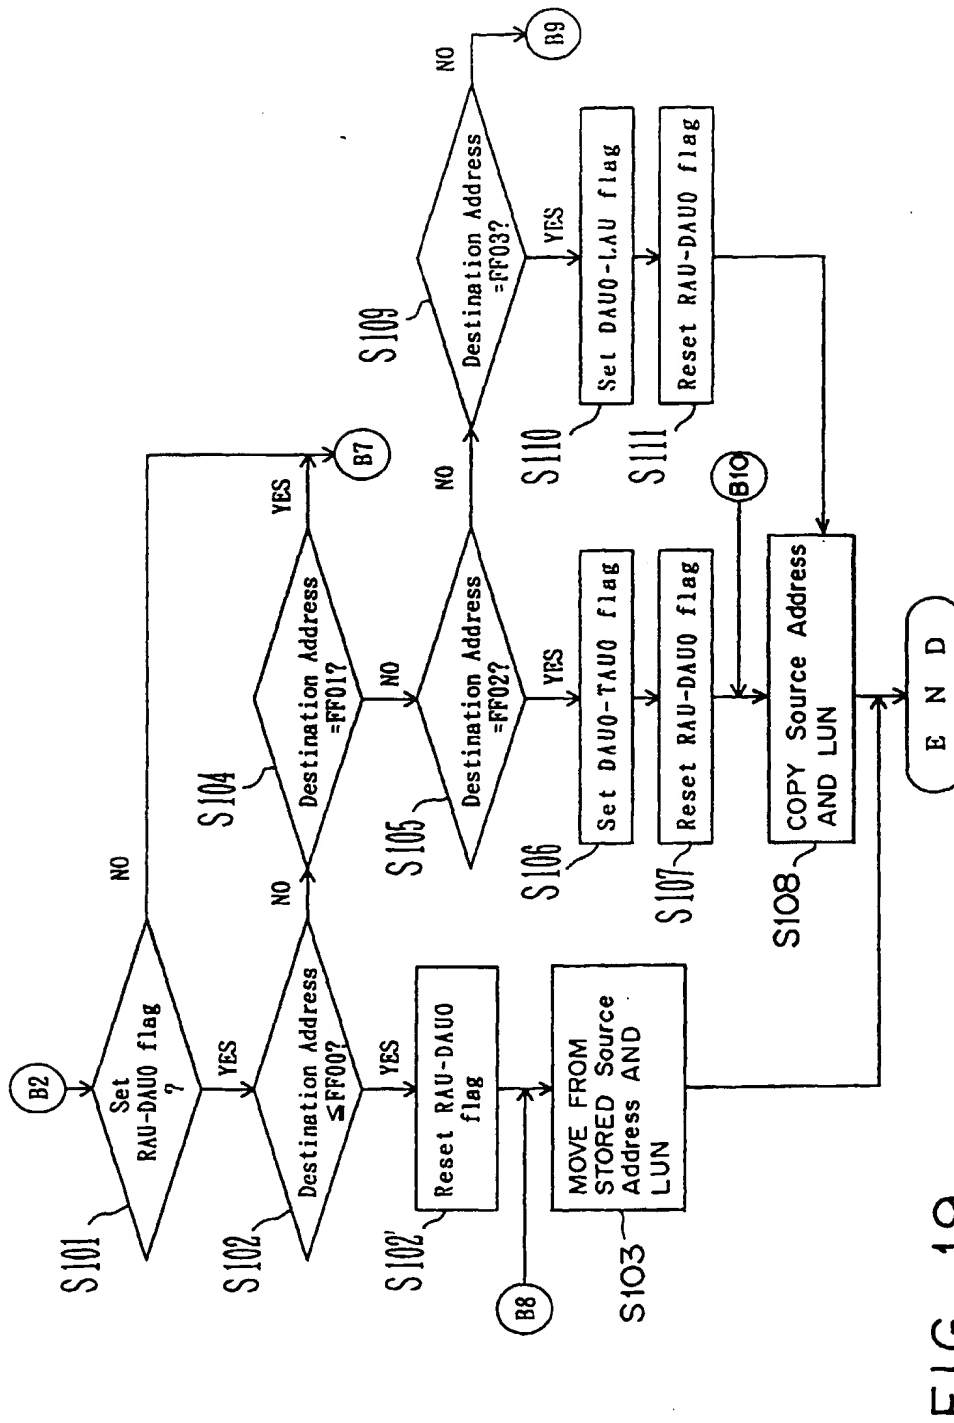 B2
S101
Set
RAU-DAU0 flag
?
NO
YES
S102
Destination Address
≦FF00?
NO
YES
S102'
Reset RAU-DAU0
flag
B8
S103
MOVE FROM
STORED Source
Address AND
LUN
S104
Destination Address
=FF01?
YES
B7
NO
S105
Destination Address
=FF02?
NO
YES
S106
Set DAU0-TAU0 flag
S107
Reset RAU-DAU0 flag
B10
S108
COPY Source Address
AND LUN
S109
Destination Address
=FF03?
NO
B9
YES
S110
Set DAU0-LAU flag
S111
Reset RAU-DAU0 flag
END
FIG.